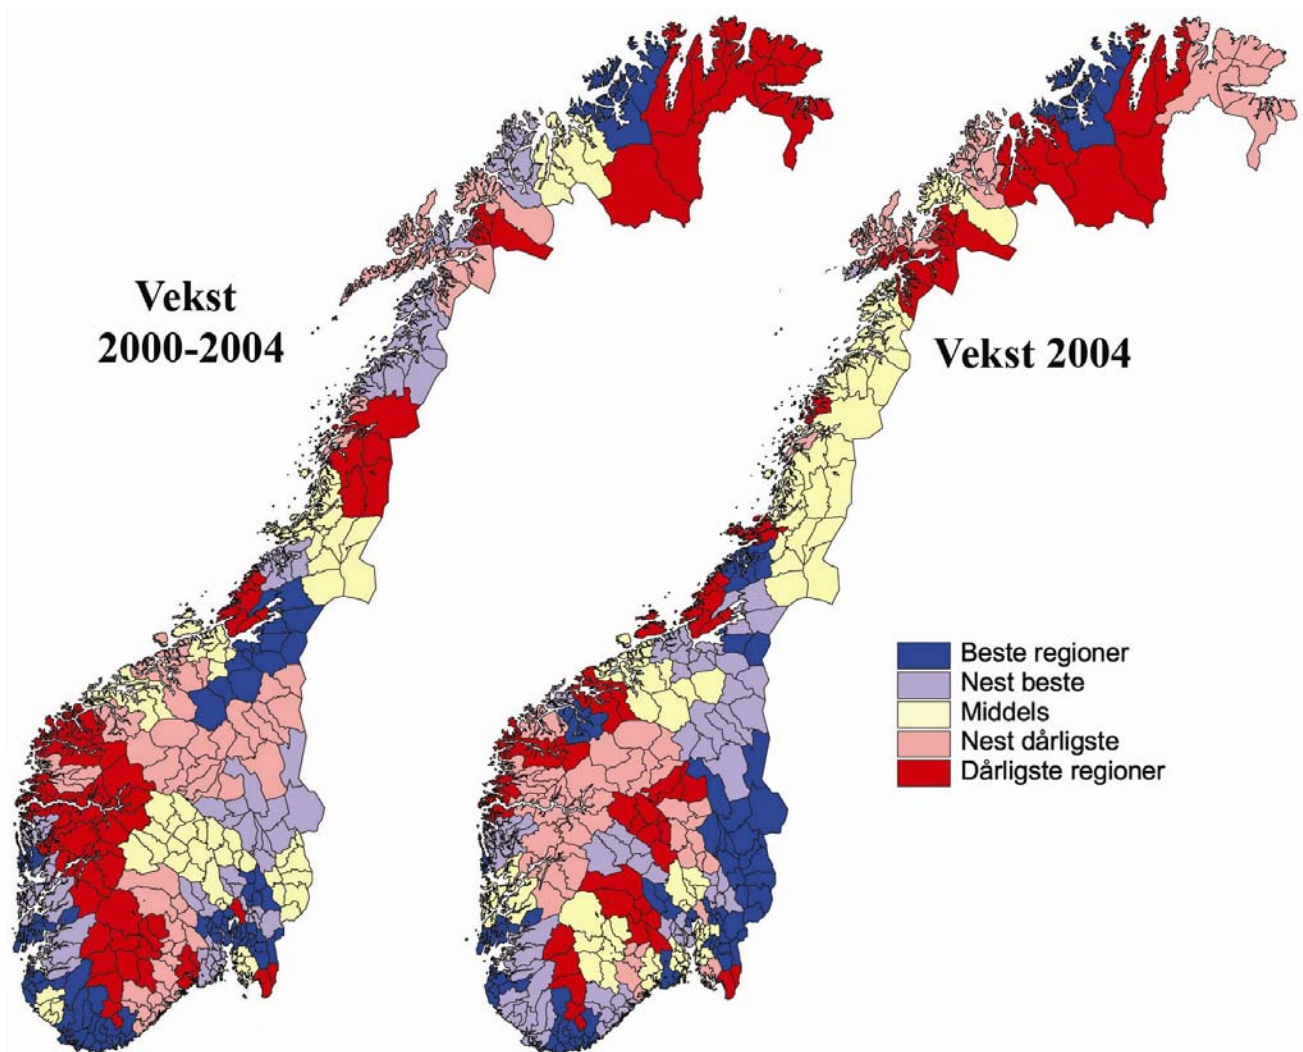 Vekst
2000-2004
Vekst 2004
Beste regioner
Nest beste
Middels
Nest dårligste
Dårligste regioner